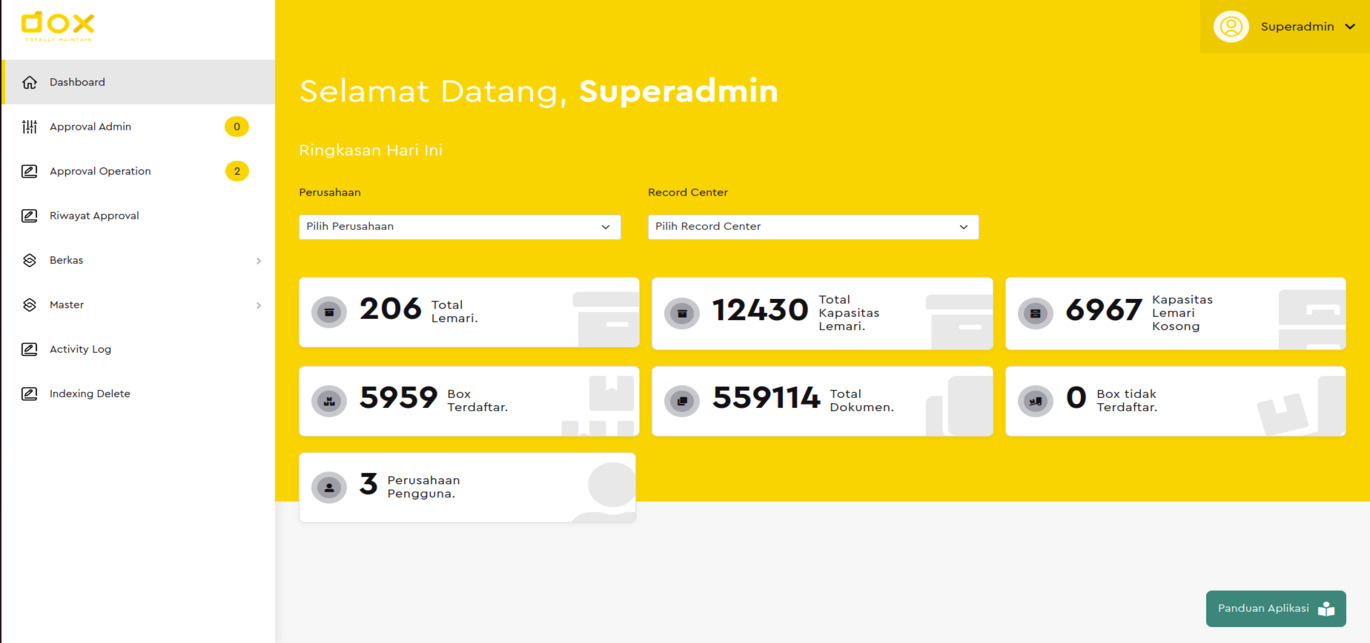 dox
TOTALLY MAINTAIN
Superadmin
Dashboard
Approval Admin 0
Approval Operation 2
Riwayat Approval
Berkas
Master
Activity Log
Indexing Delete
Selamat Datang, Superadmin
Ringkasan Hari Ini
Perusahaan
Pilih Perusahaan
Record Center
Pilih Record Center
206 Total
Lemari.
12430 Total
Kapasitas
Lemari.
6967 Kapasitas
Lemari
Kosong
5959 Box
Terdaftar.
559114 Total
Dokumen.
0 Box tidak
Terdaftar.
3 Perusahaan
Pengguna.
Panduan Aplikasi